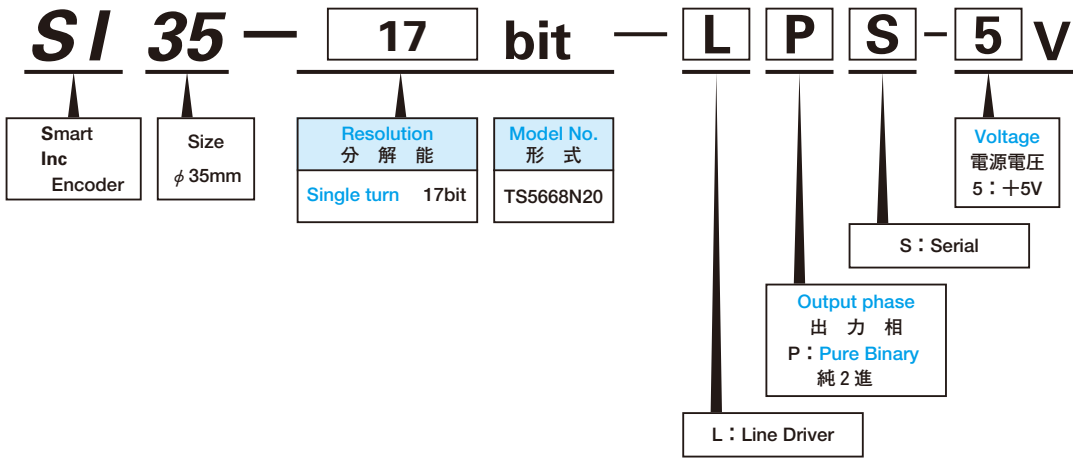 SI 35 — 17 bit — L P S - 5 V
Smart
Inc
Encoder
Size
φ 35mm
Resolution
分 解 能
Single turn 17bit
Model No.
形 式
TS5668N20
Voltage
電源電圧
5：＋5V
S：Serial
Output phase
出 力 相
P：Pure Binary
純２進
L：Line Driver